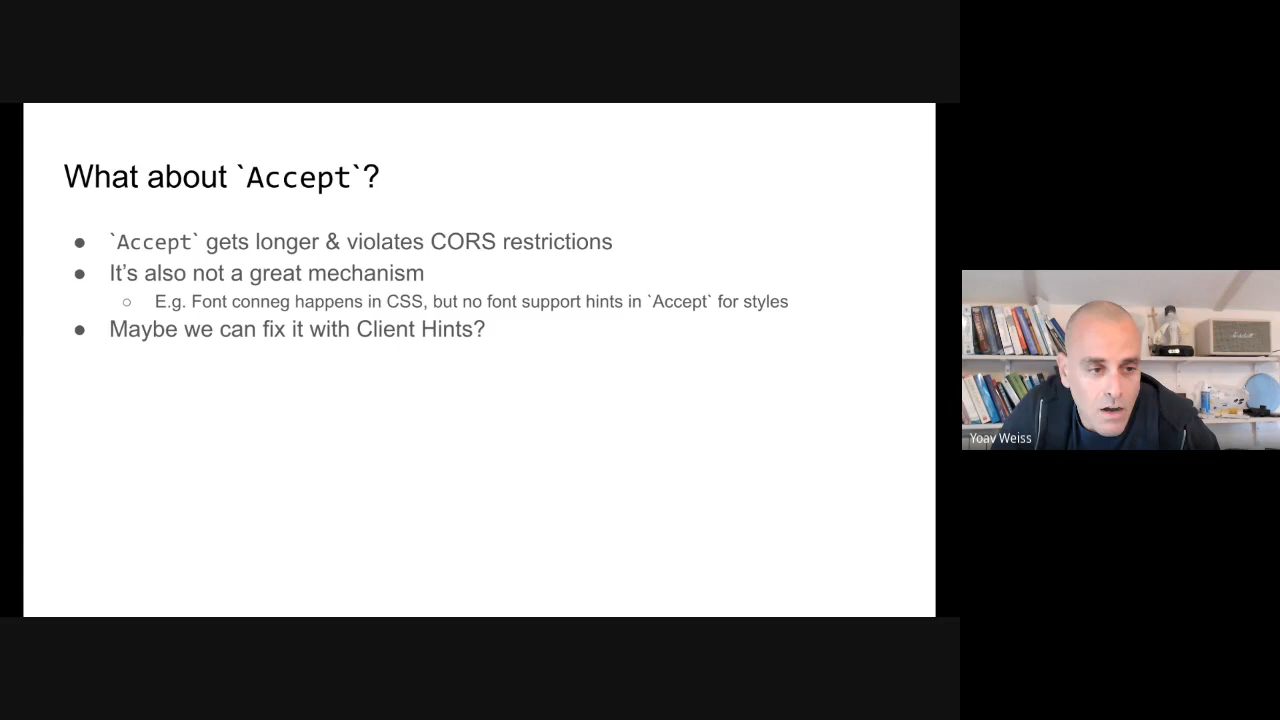 What about `Accept`?
● `Accept` gets longer & violates CORS restrictions
● It’s also not a great mechanism
○ E.g. Font conneg happens in CSS, but no font support hints in `Accept` for styles
● Maybe we can fix it with Client Hints?
Yoav Weiss